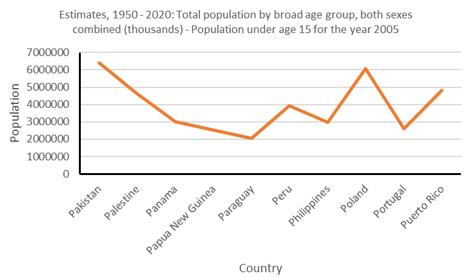 Estimates, 1950 - 2020: Total population by broad age group, both sexes
combined (thousands) - Population under age 15 for the year 2005
7000000
6000000
5000000
4000000
3000000
2000000
1000000
0
Population
Pakistan
Palestine
Panama
Papua New Guinea
Paraguay
Peru
Philippines
Poland
Portugal
Puerto Rico
Country